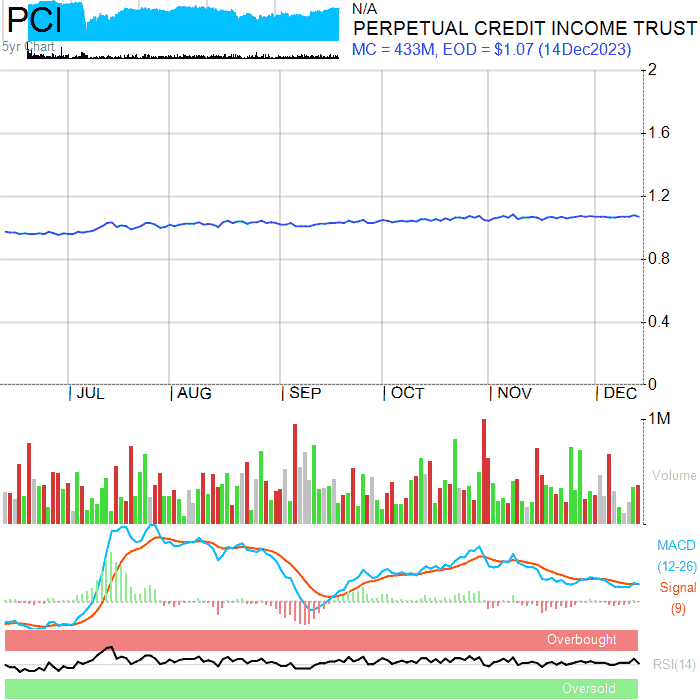 PCI
N/A
PERPETUAL CREDIT INCOME TRUST
5yr Chart
MC = 433M, EOD = $1.07 (14Dec2023)
2
1.6
1.2
0.8
0.4
0
JUL AUG SEP OCT NOV DEC
1M
Volume
MACD
(12-26)
Signal
(9)
Overbought
RSI(14)
Oversold